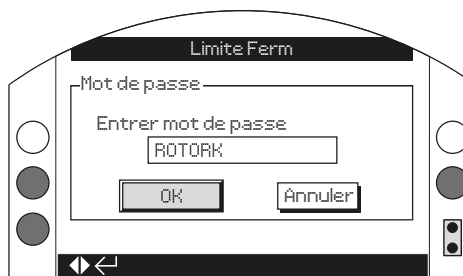 Limite Ferm
Mot de passe
Entrer mot de passe
ROTORK
OK
Annuler